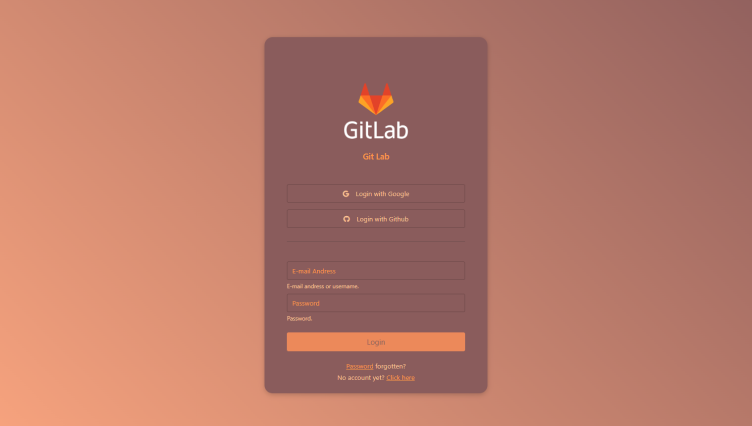 GitLab
Git Lab
Login with Google
Login with Github
E-mail Andress
E-mail andress or username.
Password
Password.
Login
Password forgotten?
No account yet? Click here